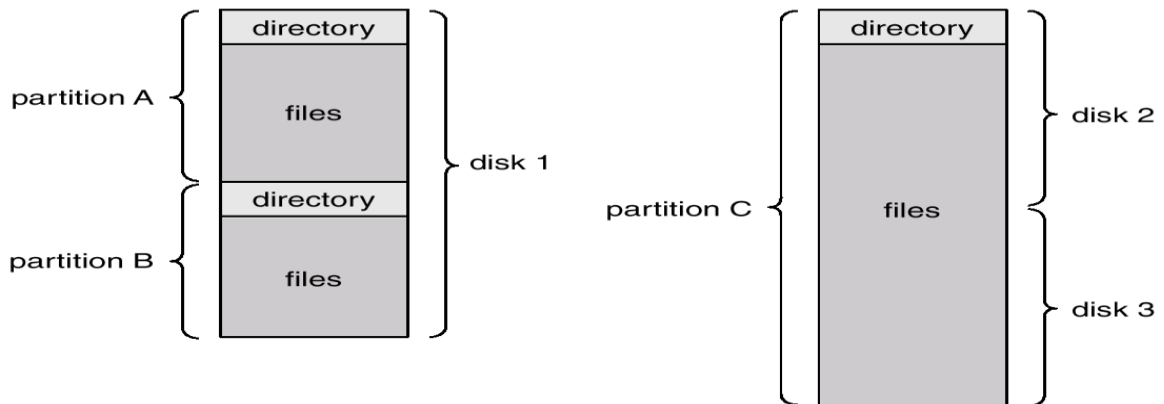 directory
partition A
files
disk 1
directory
partition B
files
directory
disk 2
partition C
files
disk 3